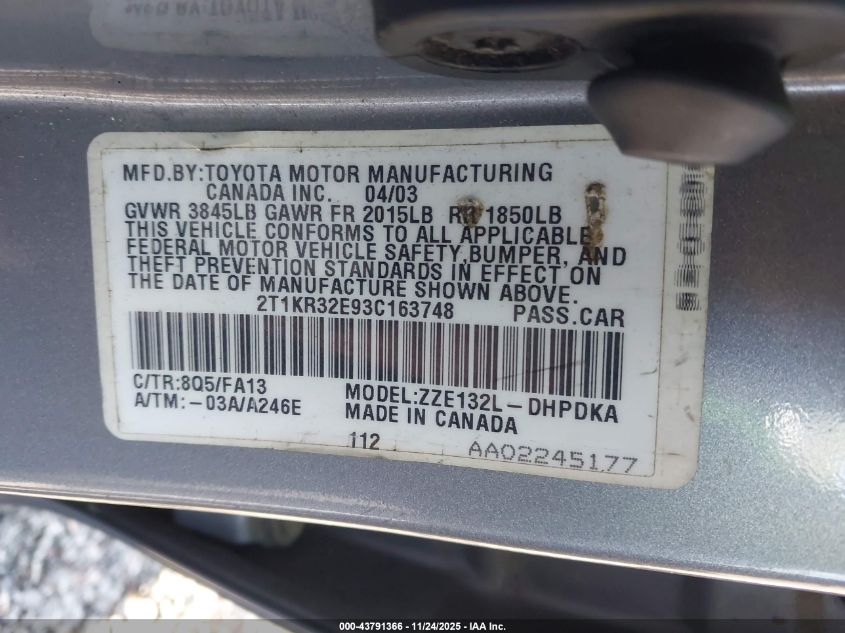 MFD.BY:TOYOTA MOTOR MANUFACTURING
CANADA INC. 04/03
GVWR 3845LB GAWR FR 2015LB RR 1850LB
THIS VEHICLE CONFORMS TO ALL APPLICABLE
FEDERAL MOTOR VEHICLE SAFETY,BUMPER, AND
THEFT PREVENTION STANDARDS IN EFFECT ON
THE DATE OF MANUFACTURE SHOWN ABOVE.
2T1KR32E93C163748 PASS.CAR
C/TR:8Q5/FA13 MODEL:ZZE132L-DHPDKA
A/TM:-03A/A246E MADE IN CANADA
112 AA02245177
000-43791366 - 11/24/2025 - IAA Inc.